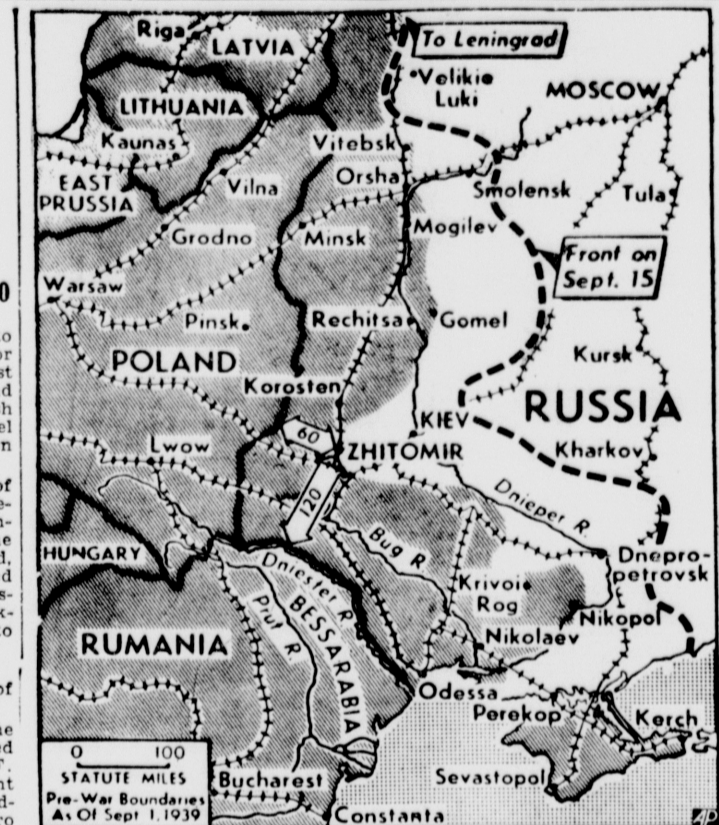 Riga
LATVIA
To Leningrad
Velikie
Luki
MOSCOW
LITHUANIA
Kaunas
Vitebsk
Orsha
EAST
PRUSSIA
Vilna
Smolensk
Tula
Grodno
Minsk
Mogilev
Front on
Sept. 15
Warsaw
Pinsk
Rechitsa
Gomel
POLAND
Kursk
Korosten
RUSSIA
KIEV
60
Lwow
ZHITOMIR
Kharkov
120
Dnieper R.
HUNGARY
Bug R
Dnepro-
petrovsk
Dniester R.
Krivoi
Rog
Prut R
BESSARABIA
Nikopol
RUMANIA
Nikolaev
Odessa
Perekop
Kerch
0 100
STATUTE MILES
Pre-War Boundaries
As Of Sept 1, 1939
Bucharest
Sevastopol
Constanta
AP